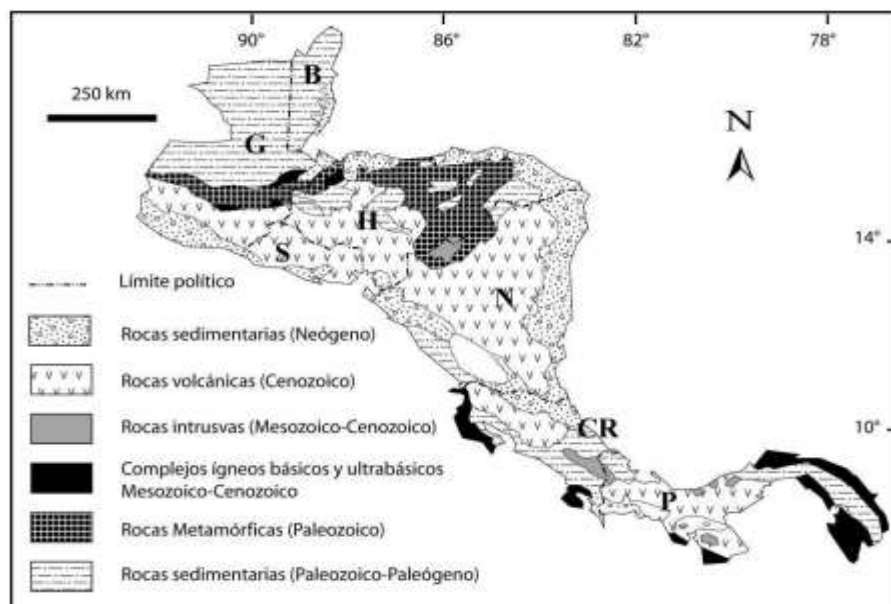 90°
86°
82°
78°
250 km
B
N
G
H
14°
S
N
Límite político
Rocas sedimentarias (Neógeno)
Rocas volcánicas (Cenozoico)
10°
CR
Rocas intrusvas (Mesozoico-Cenozoico)
Complejos ígneos básicos y ultrabásicos
Mesozoico-Cenozoico
P
Rocas Metamórficas (Paleozoico)
Rocas sedimentarias (Paleozoico-Paleógeno)